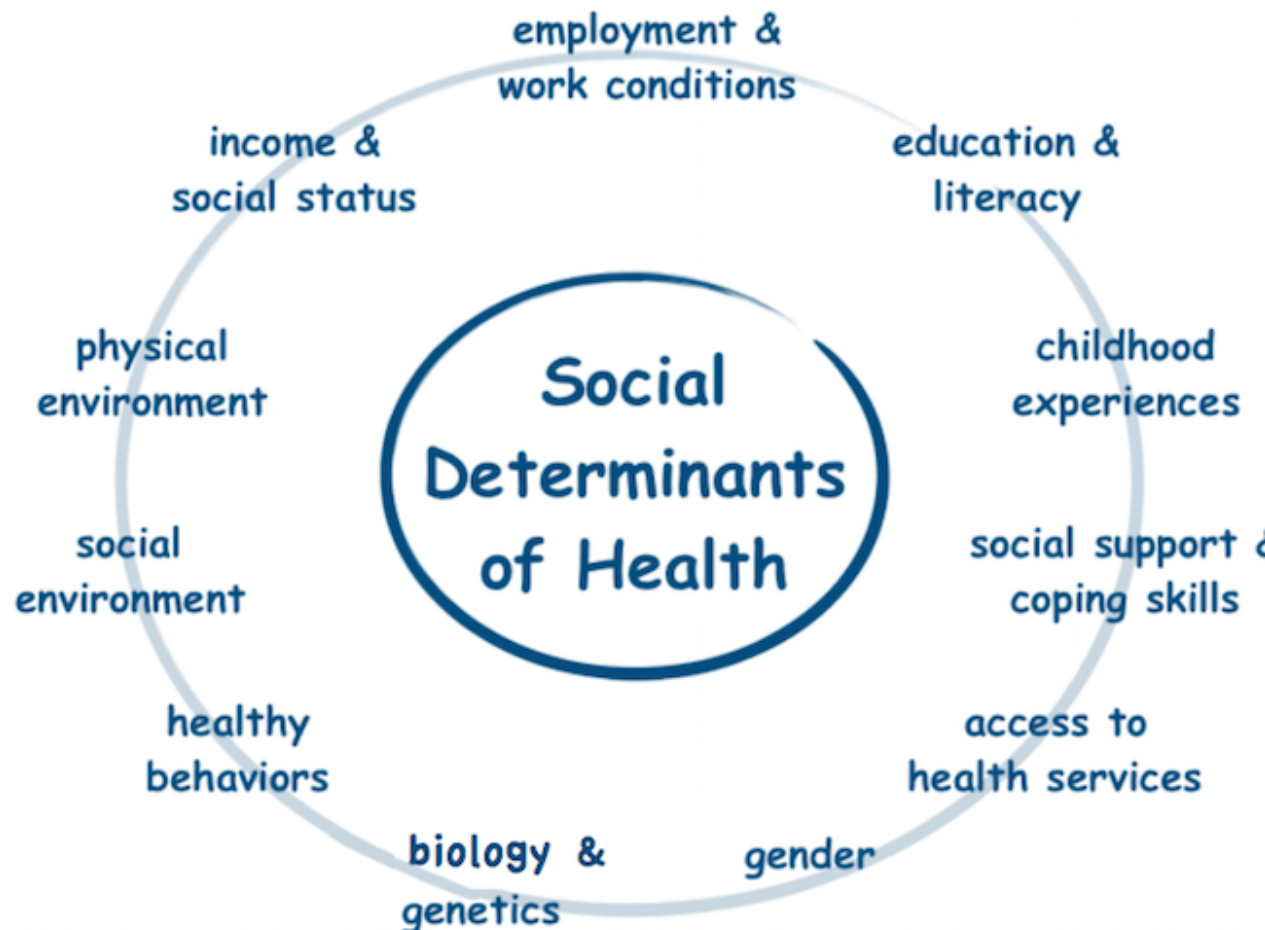 employment &
work conditions
education &
literacy
childhood
experiences
social support &
coping skills
access to
health services
gender
biology &
genetics
healthy
behaviors
social
environment
physical
environment
income &
social status
Social
Determinants
of Health